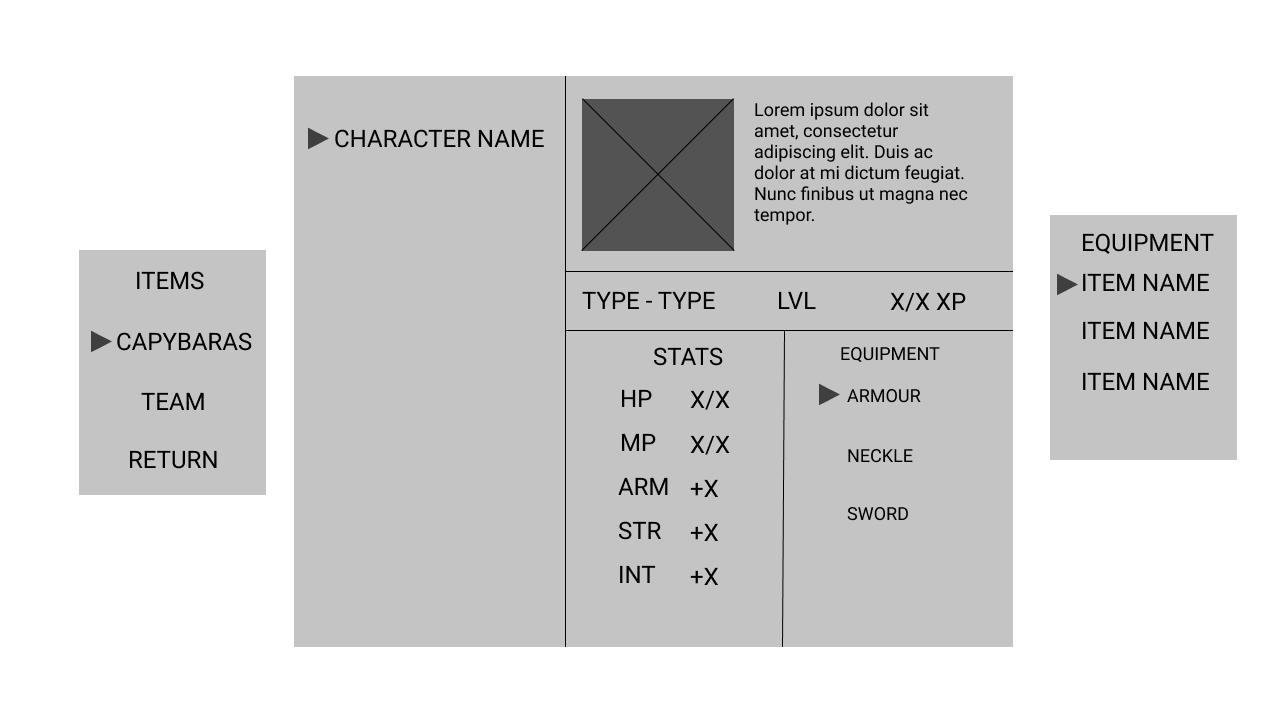 ITEMS
CAPYBARAS
TEAM
RETURN
CHARACTER NAME
Lorem ipsum dolor sit
amet, consectetur
adipiscing elit. Duis ac
dolor at mi dictum feugiat.
Nunc finibus ut magna nec
tempor.
TYPE - TYPE LVL X/X XP
STATS
HP X/X
MP X/X
ARM +X
STR +X
INT +X
EQUIPMENT
ARMOUR
NECKLE
SWORD
EQUIPMENT
ITEM NAME
ITEM NAME
ITEM NAME